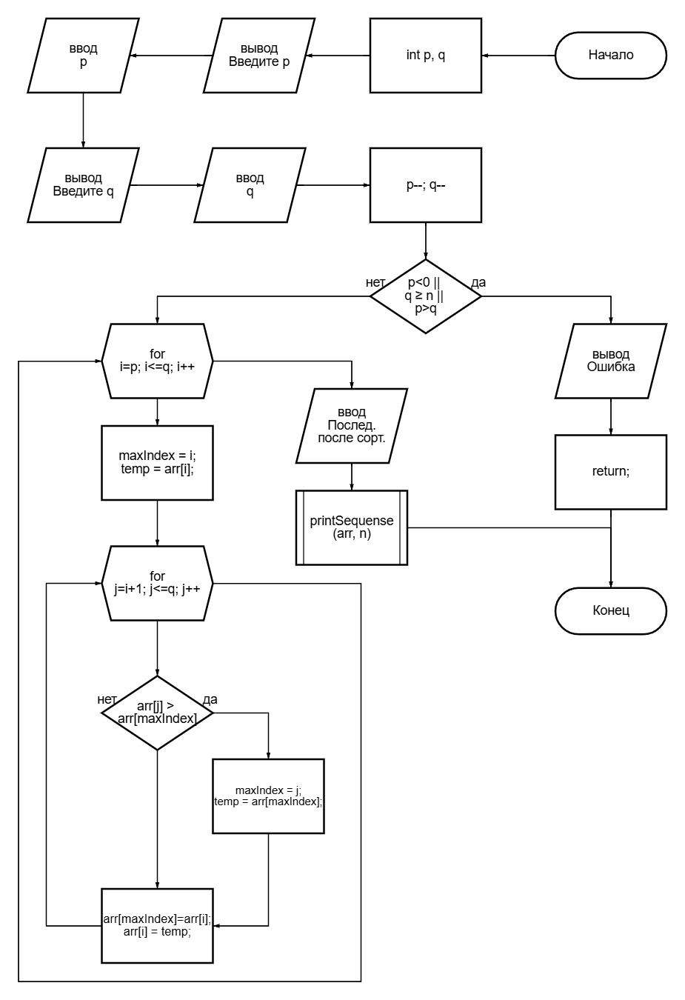 Начало
int p, q
вывод
Введите p
ввод
p
вывод
Введите q
ввод
q
p--; q--
p<0 ||
q ≥ n ||
p>q
нет
да
вывод
Ошибка
return;
for
i=p; i<=q; i++
ввод
Послед.
после сорт.
printSequense
(arr, n)
Конец
maxIndex = i;
temp = arr[i];
for
j=i+1; j<=q; j++
arr[j] >
arr[maxIndex]
нет
да
maxIndex = j;
temp = arr[maxIndex];
arr[maxIndex]=arr[i];
arr[i] = temp;